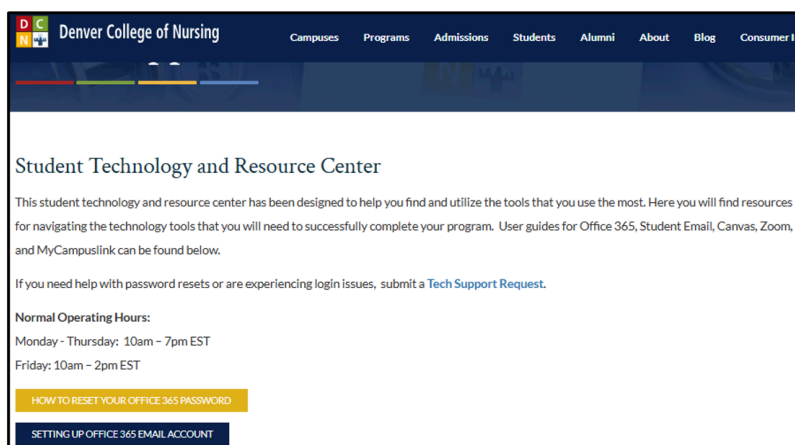 D C
N
Denver College of Nursing
Campuses Programs Admissions Students Alumni About Blog Consumer I
Student Technology and Resource Center
This student technology and resource center has been designed to help you find and utilize the tools that you use the most. Here you will find resources
for navigating the technology tools that you will need to successfully complete your program. User guides for Office 365, Student Email, Canvas, Zoom,
and MyCampuslink can be found below.
If you need help with password resets or are experiencing login issues, submit a Tech Support Request.
Normal Operating Hours:
Monday - Thursday: 10am – 7pm EST
Friday: 10am – 2pm EST
HOW TO RESET YOUR OFFICE 365 PASSWORD
SETTING UP OFFICE 365 EMAIL ACCOUNT